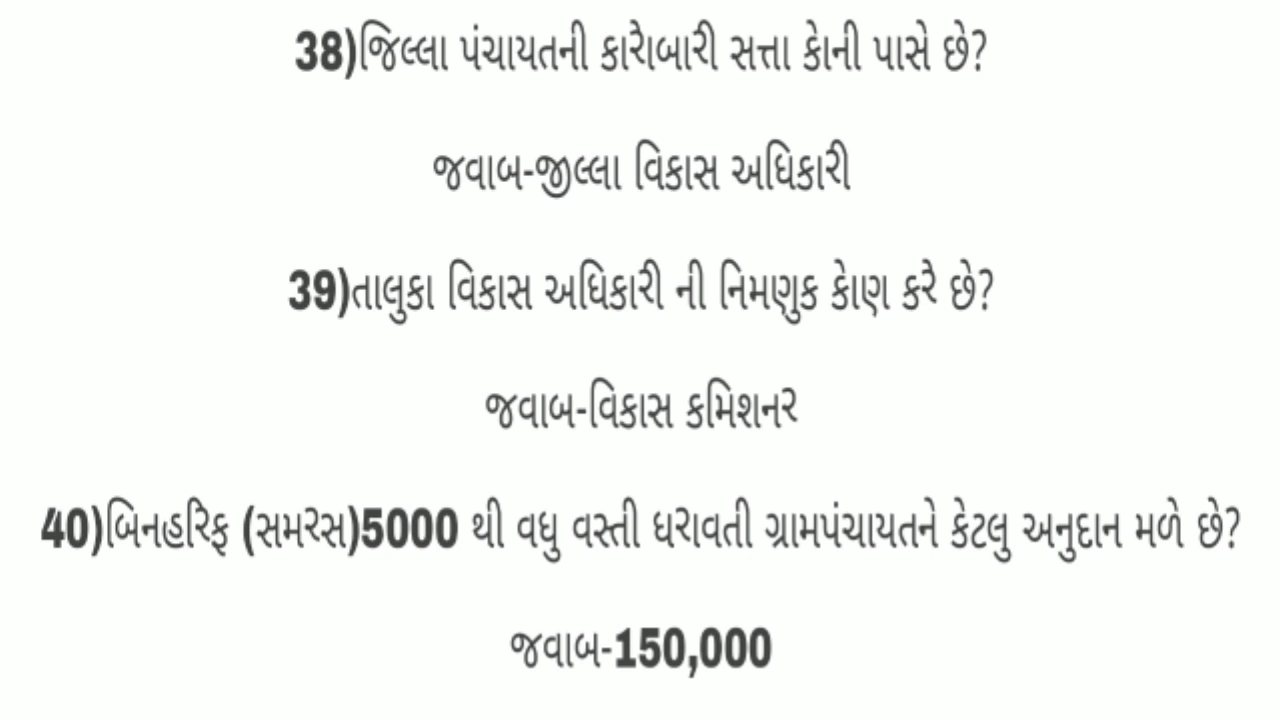 38)જિલ્લા પંચાયતની કારોબારી સત્તા કોની પાસે છે?
જવાબ-જીલ્લા વિકાસ અધિકારી
39)તાલુકા વિકાસ અધિકારી ની નિમણુક કોણ કરે છે?
જવાબ-વિકાસ કમિશનર
40)બિનહરિફ (સમરસ)5000 થી વધુ વસ્તી ધરાવતી ગ્રામપંચાયતને કેટલુ અનુદાન મળે છે?
જવાબ-150,000